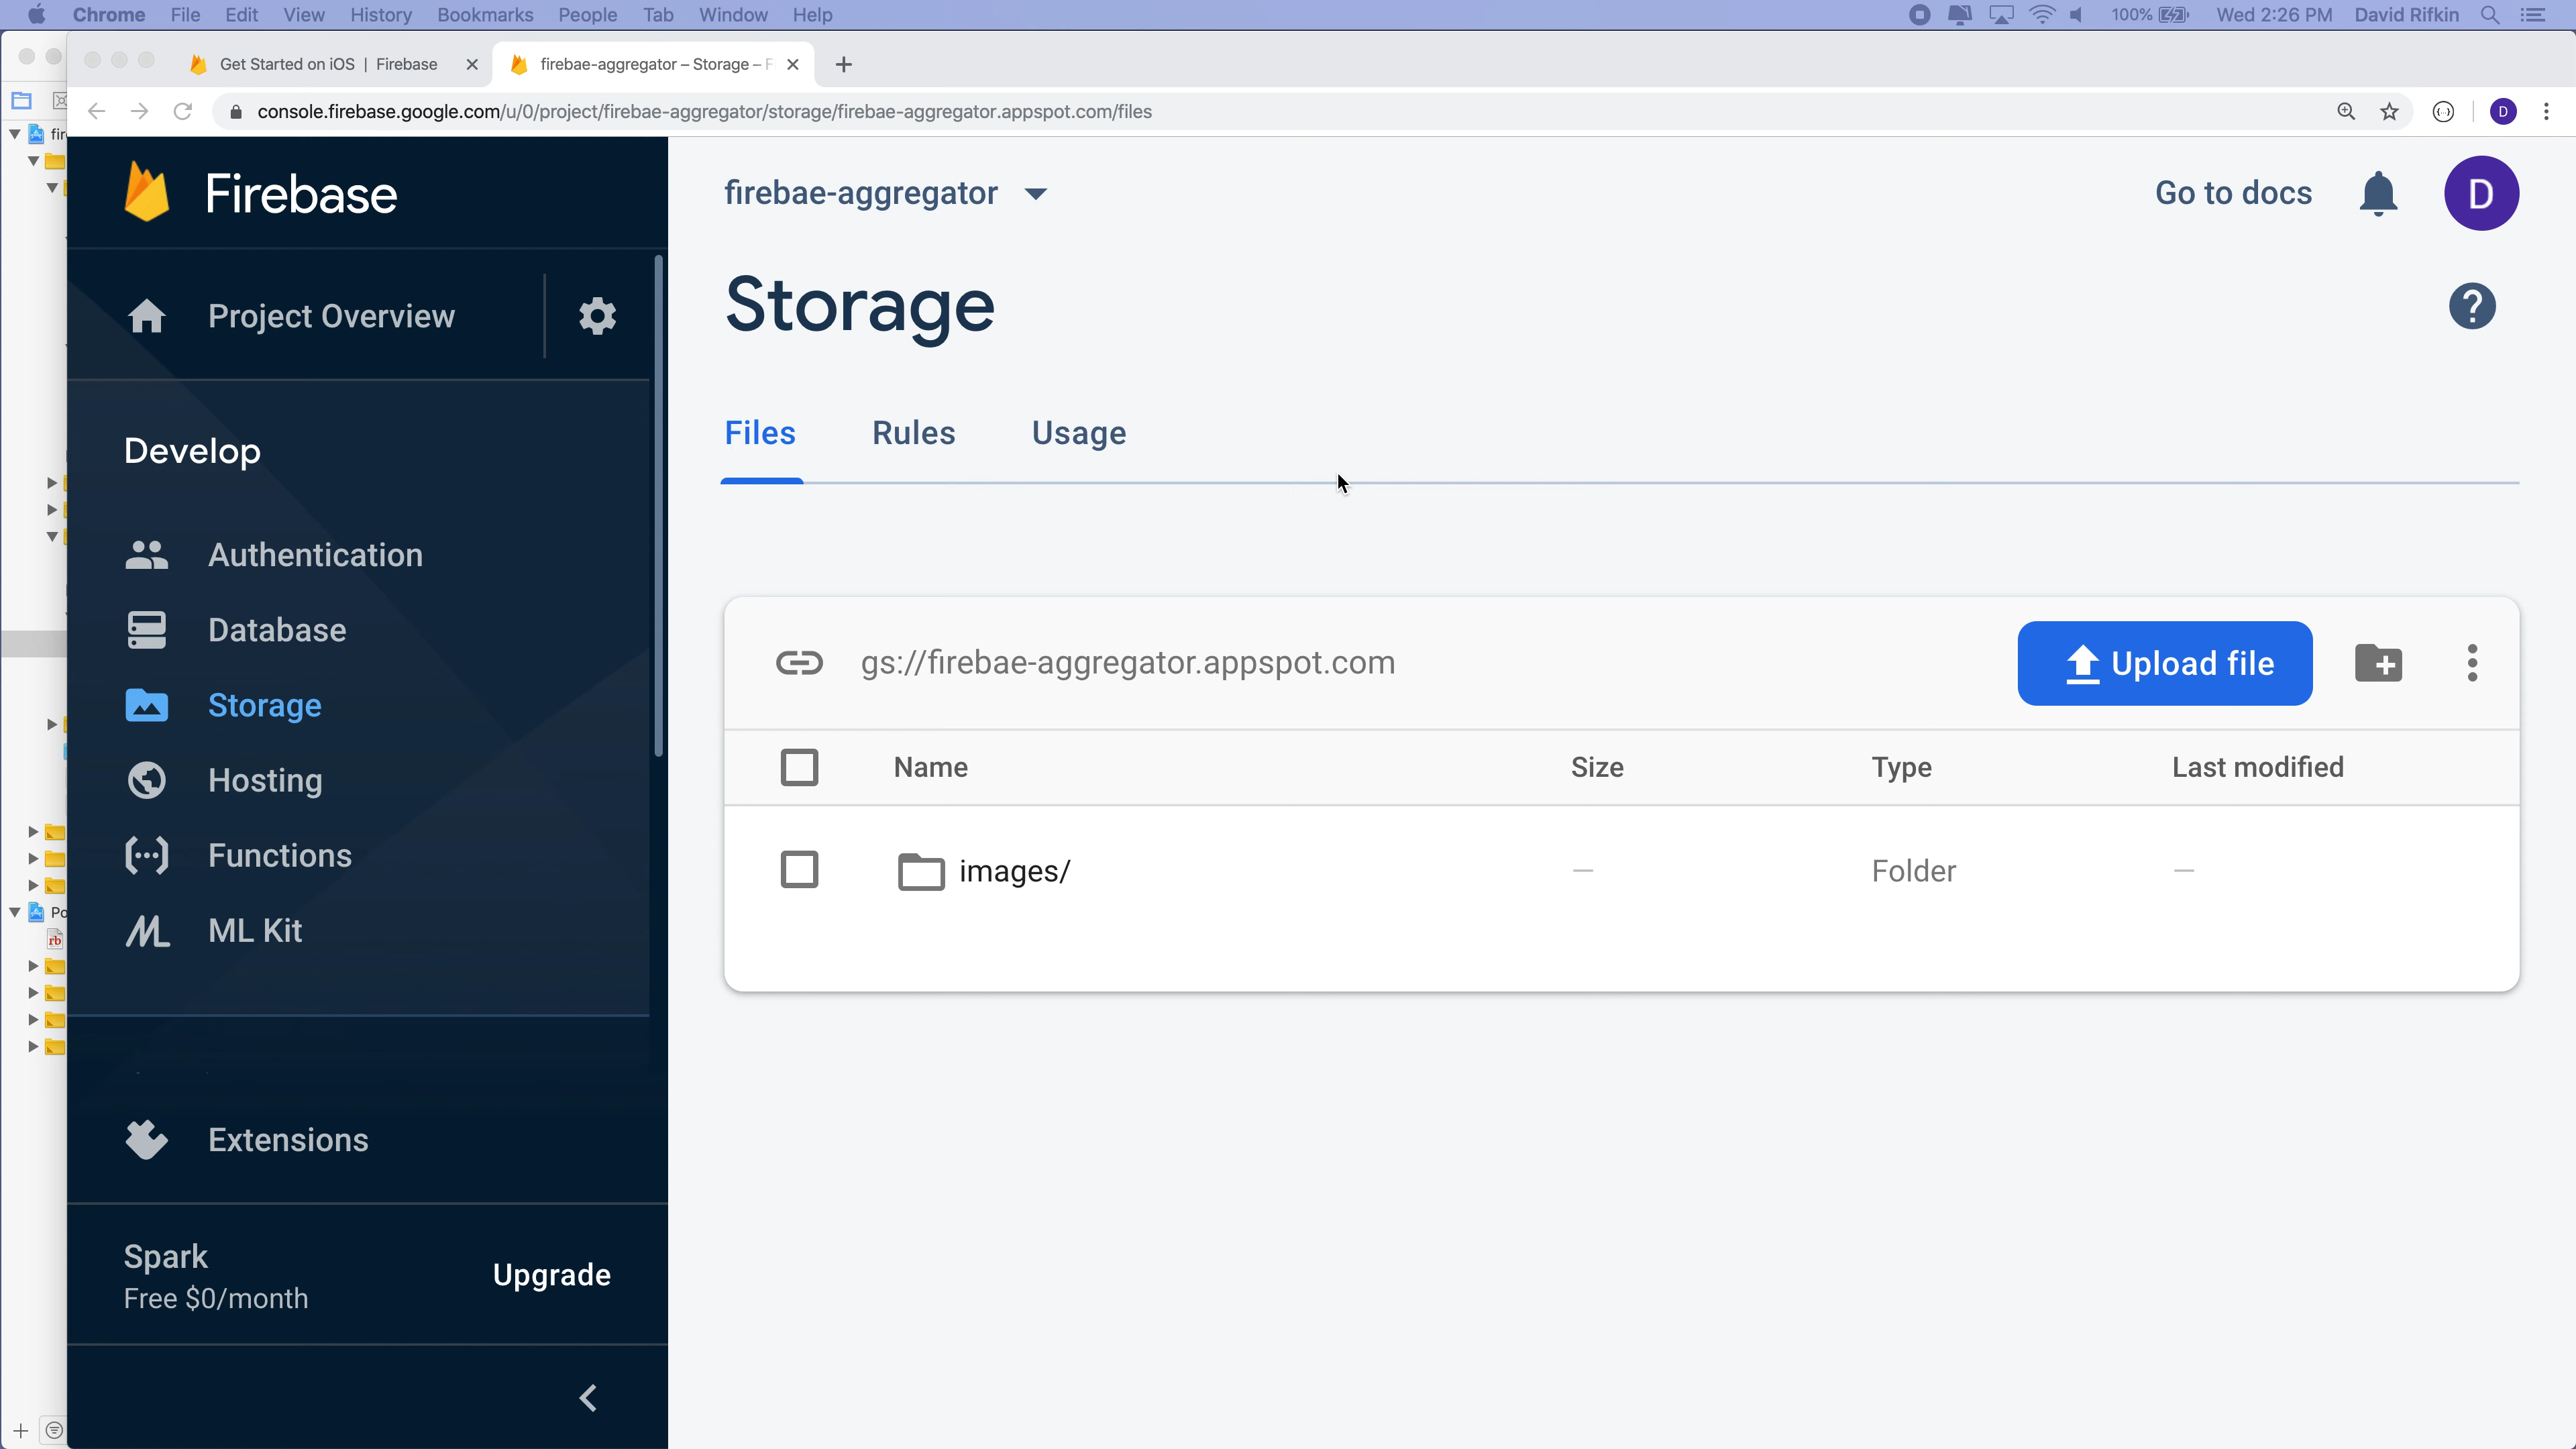 Chrome File Edit View History Bookmarks People Tab Window Help 100% Wed 2:26 PM David Rifkin
Get Started on iOS | Firebase
firebae-aggregator – Storage – F
console.firebase.google.com/u/0/project/firebae-aggregator/storage/firebae-aggregator.appspot.com/files
D
Firebase
firebae-aggregator
Go to docs
D
Project Overview
Storage
?
Files Rules Usage
Develop
Authentication
Database
Storage
Hosting
Functions
ML Kit
gs://firebae-aggregator.appspot.com
Upload file
Name Size Type Last modified
images/ — Folder —
Extensions
Spark
Free $0/month
Upgrade
fir
Po
rb